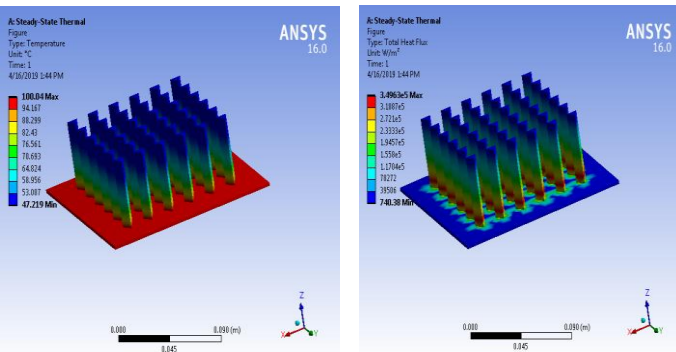 A: Steady-State Thermal
Figure
Type: Temperature
Unit: °C
Time: 1
4/16/2019 1:44 PM
ANSYS
16.0
100.04 Max
94.167
88.299
82.43
76.561
70.693
64.824
58.956
53.087
47.219 Min
Z
X
Y
0.000
0.090 (m)
0.045
A: Steady-State Thermal
Figure
Type: Total Heat Flux
Unit: W/m²
Time: 1
4/16/2019 1:44 PM
ANSYS
16.0
3.4963e5 Max
3.1087e5
2.721e5
2.3333e5
1.9457e5
1.558e5
1.1704e5
78272
39506
740.38 Min
Z
X
Y
0.000
0.090 (m)
0.045